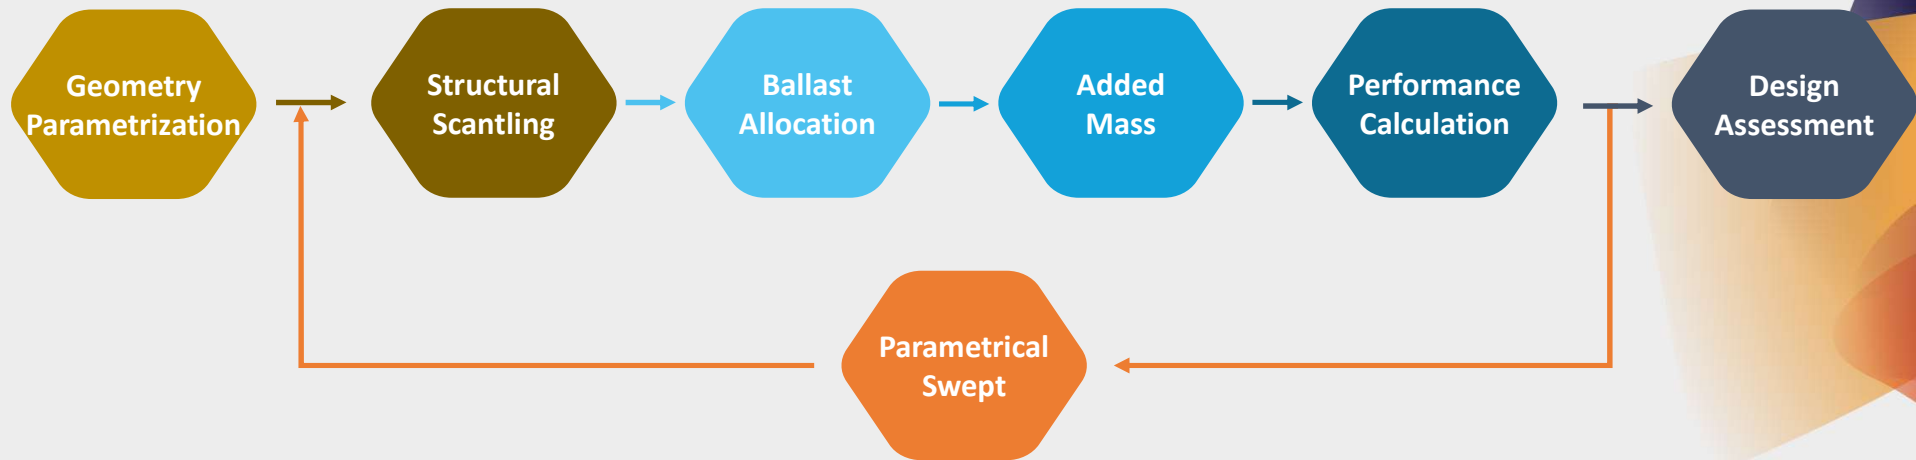 Geometry
Parametrization
Structural
Scantling
Ballast
Allocation
Added
Mass
Performance
Calculation
Design
Assessment
Parametrical
Swept